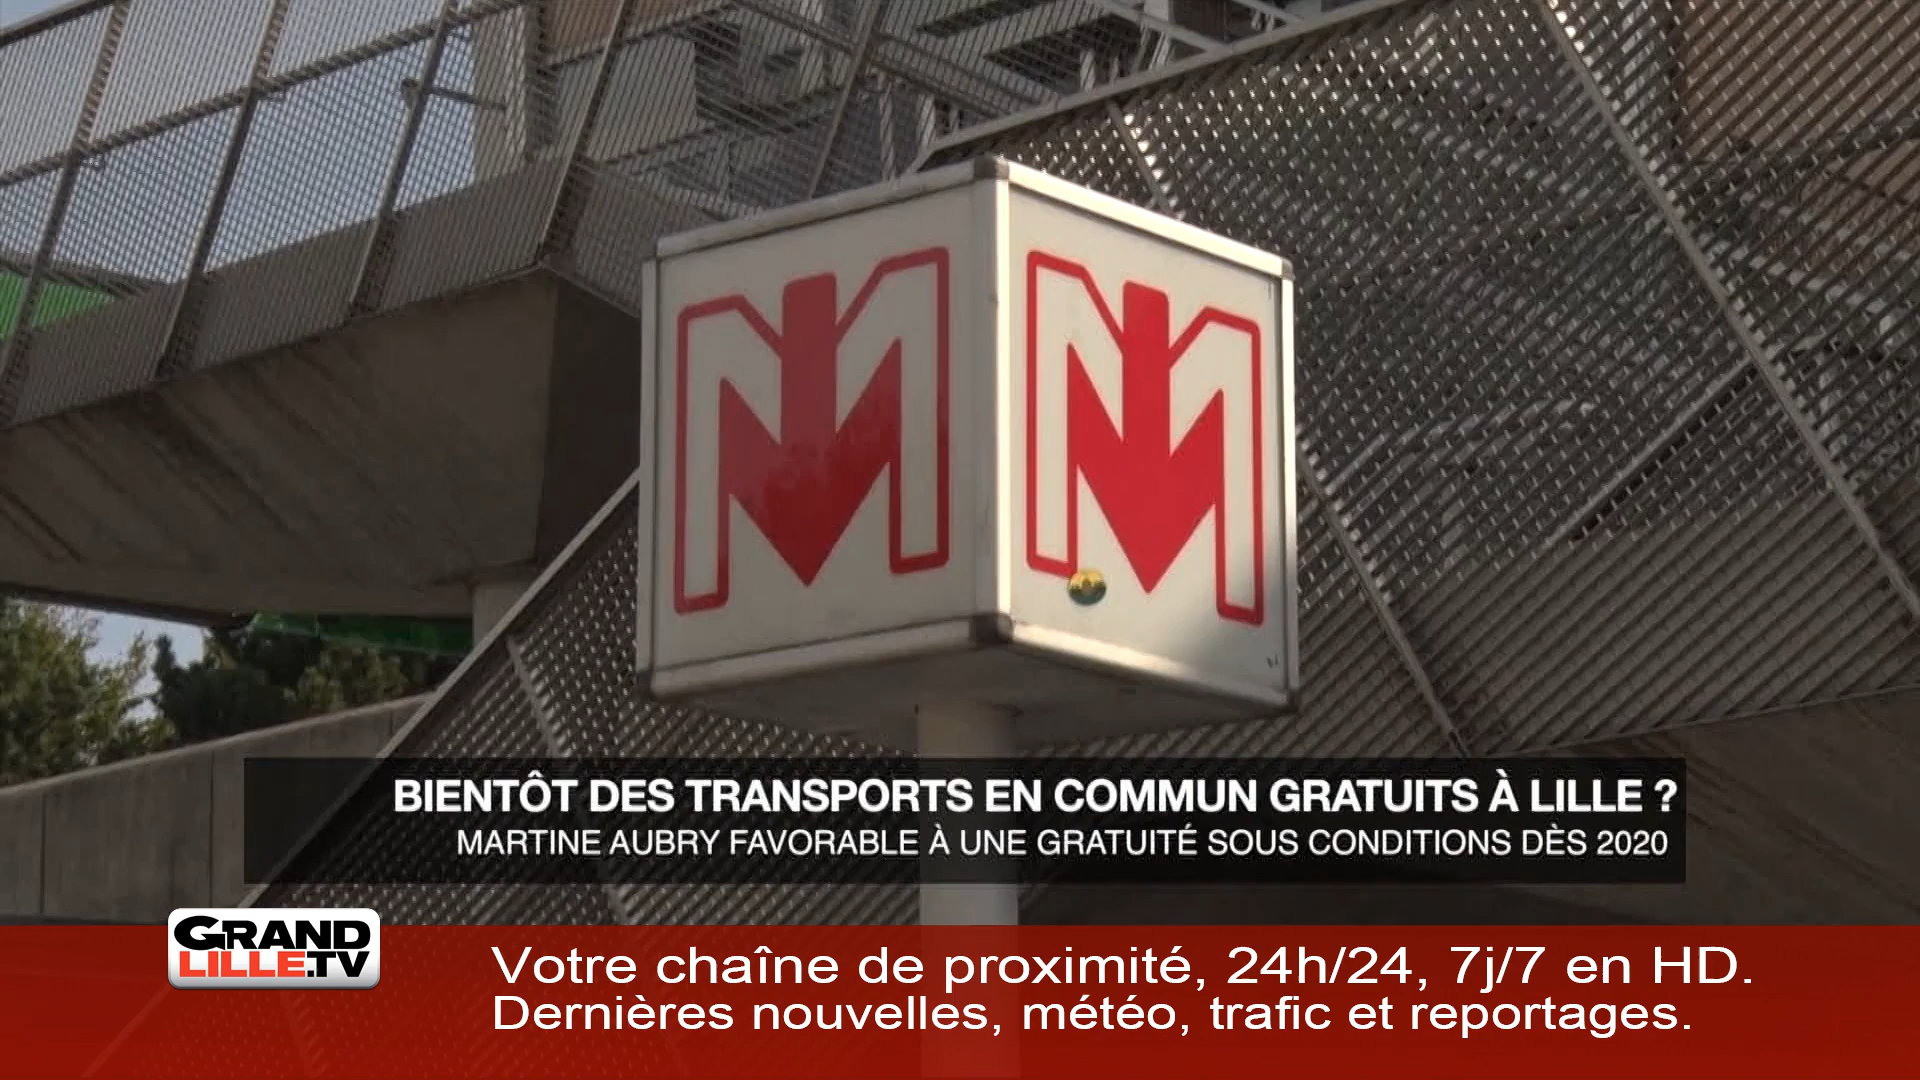 M M
BIENTÔT DES TRANSPORTS EN COMMUN GRATUITS À LILLE ?
MARTINE AUBRY FAVORABLE À UNE GRATUITÉ SOUS CONDITIONS DÈS 2020
GRAND
LILLE.TV
Votre chaîne de proximité, 24h/24, 7j/7 en HD.
Dernières nouvelles, météo, trafic et reportages.